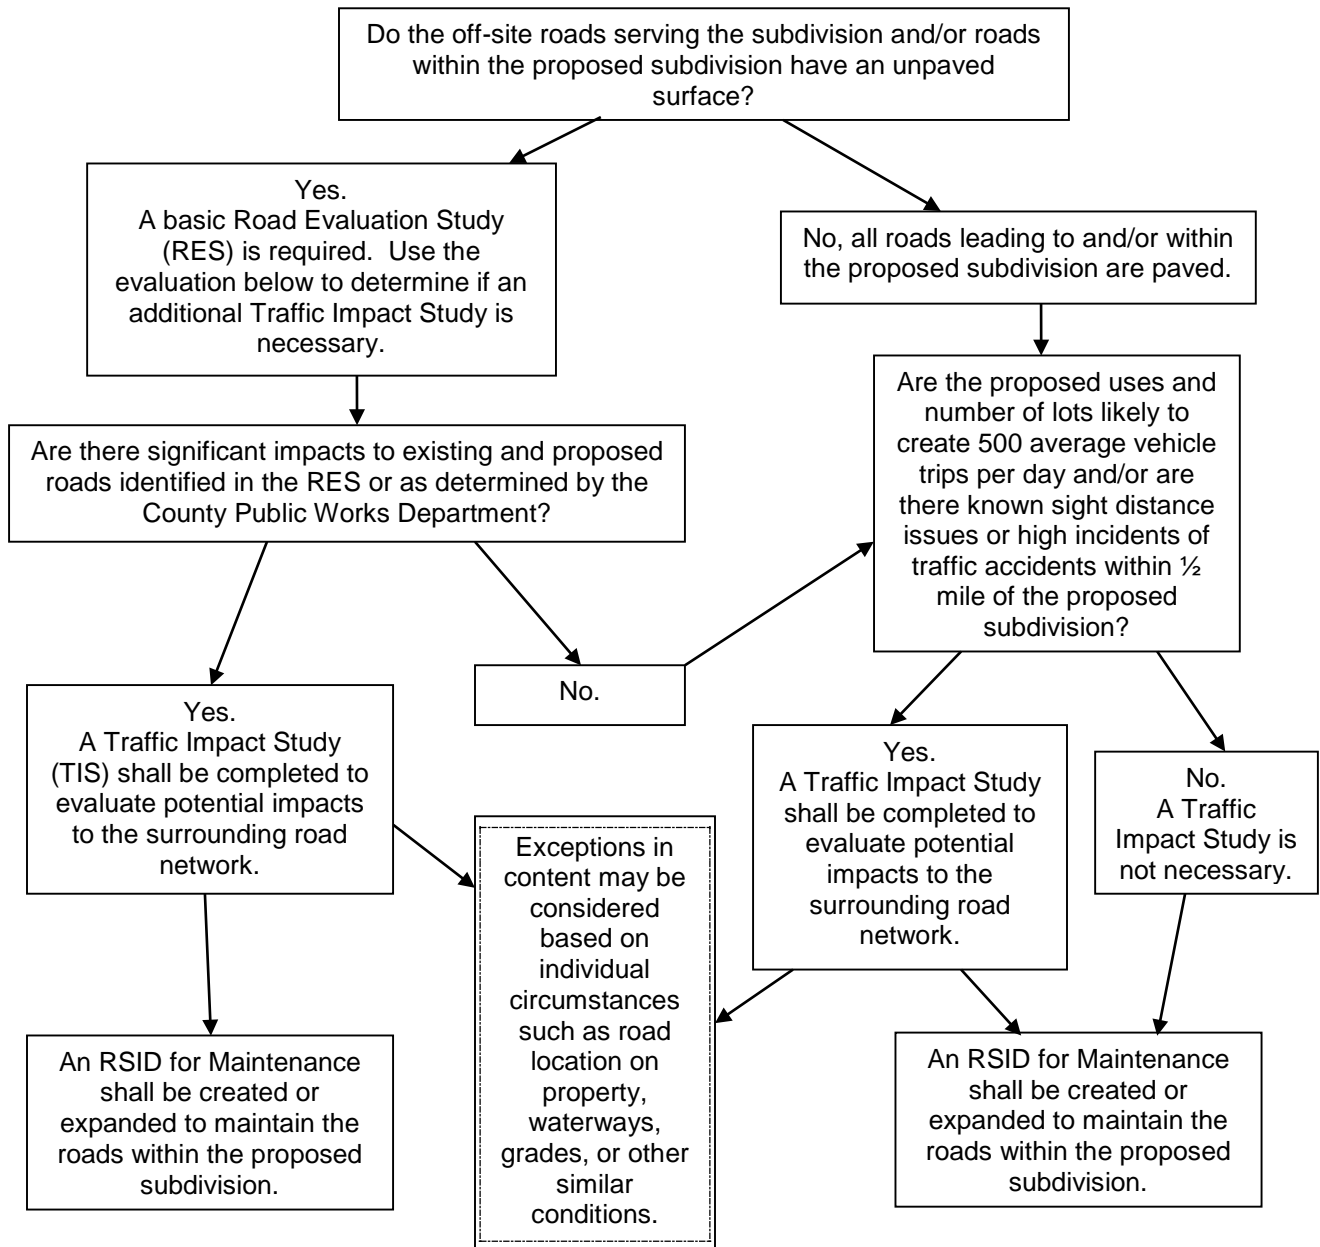 Do the off-site roads serving the subdivision and/or roads
within the proposed subdivision have an unpaved
surface?
Yes.
A basic Road Evaluation Study
(RES) is required.  Use the
evaluation below to determine if an
additional Traffic Impact Study is
necessary.
No, all roads leading to and/or within
the proposed subdivision are paved.
Are there significant impacts to existing and proposed
roads identified in the RES or as determined by the
County Public Works Department?
Are the proposed uses and
number of lots likely to
create 500 average vehicle
trips per day and/or are
there known sight distance
issues or high incidents of
traffic accidents within ½
mile of the proposed
subdivision?
Yes.
A Traffic Impact Study
(TIS) shall be completed to
evaluate potential impacts
to the surrounding road
network.
No.
Yes.
A Traffic Impact Study
shall be completed to
evaluate potential
impacts to the
surrounding road
network.
No.
A Traffic
Impact Study is
not necessary.
Exceptions in
content may be
considered
based on
individual
circumstances
such as road
location on
property,
waterways,
grades, or other
similar
conditions.
An RSID for Maintenance
shall be created or
expanded to maintain the
roads within the proposed
subdivision.
An RSID for Maintenance
shall be created or
expanded to maintain the
roads within the proposed
subdivision.